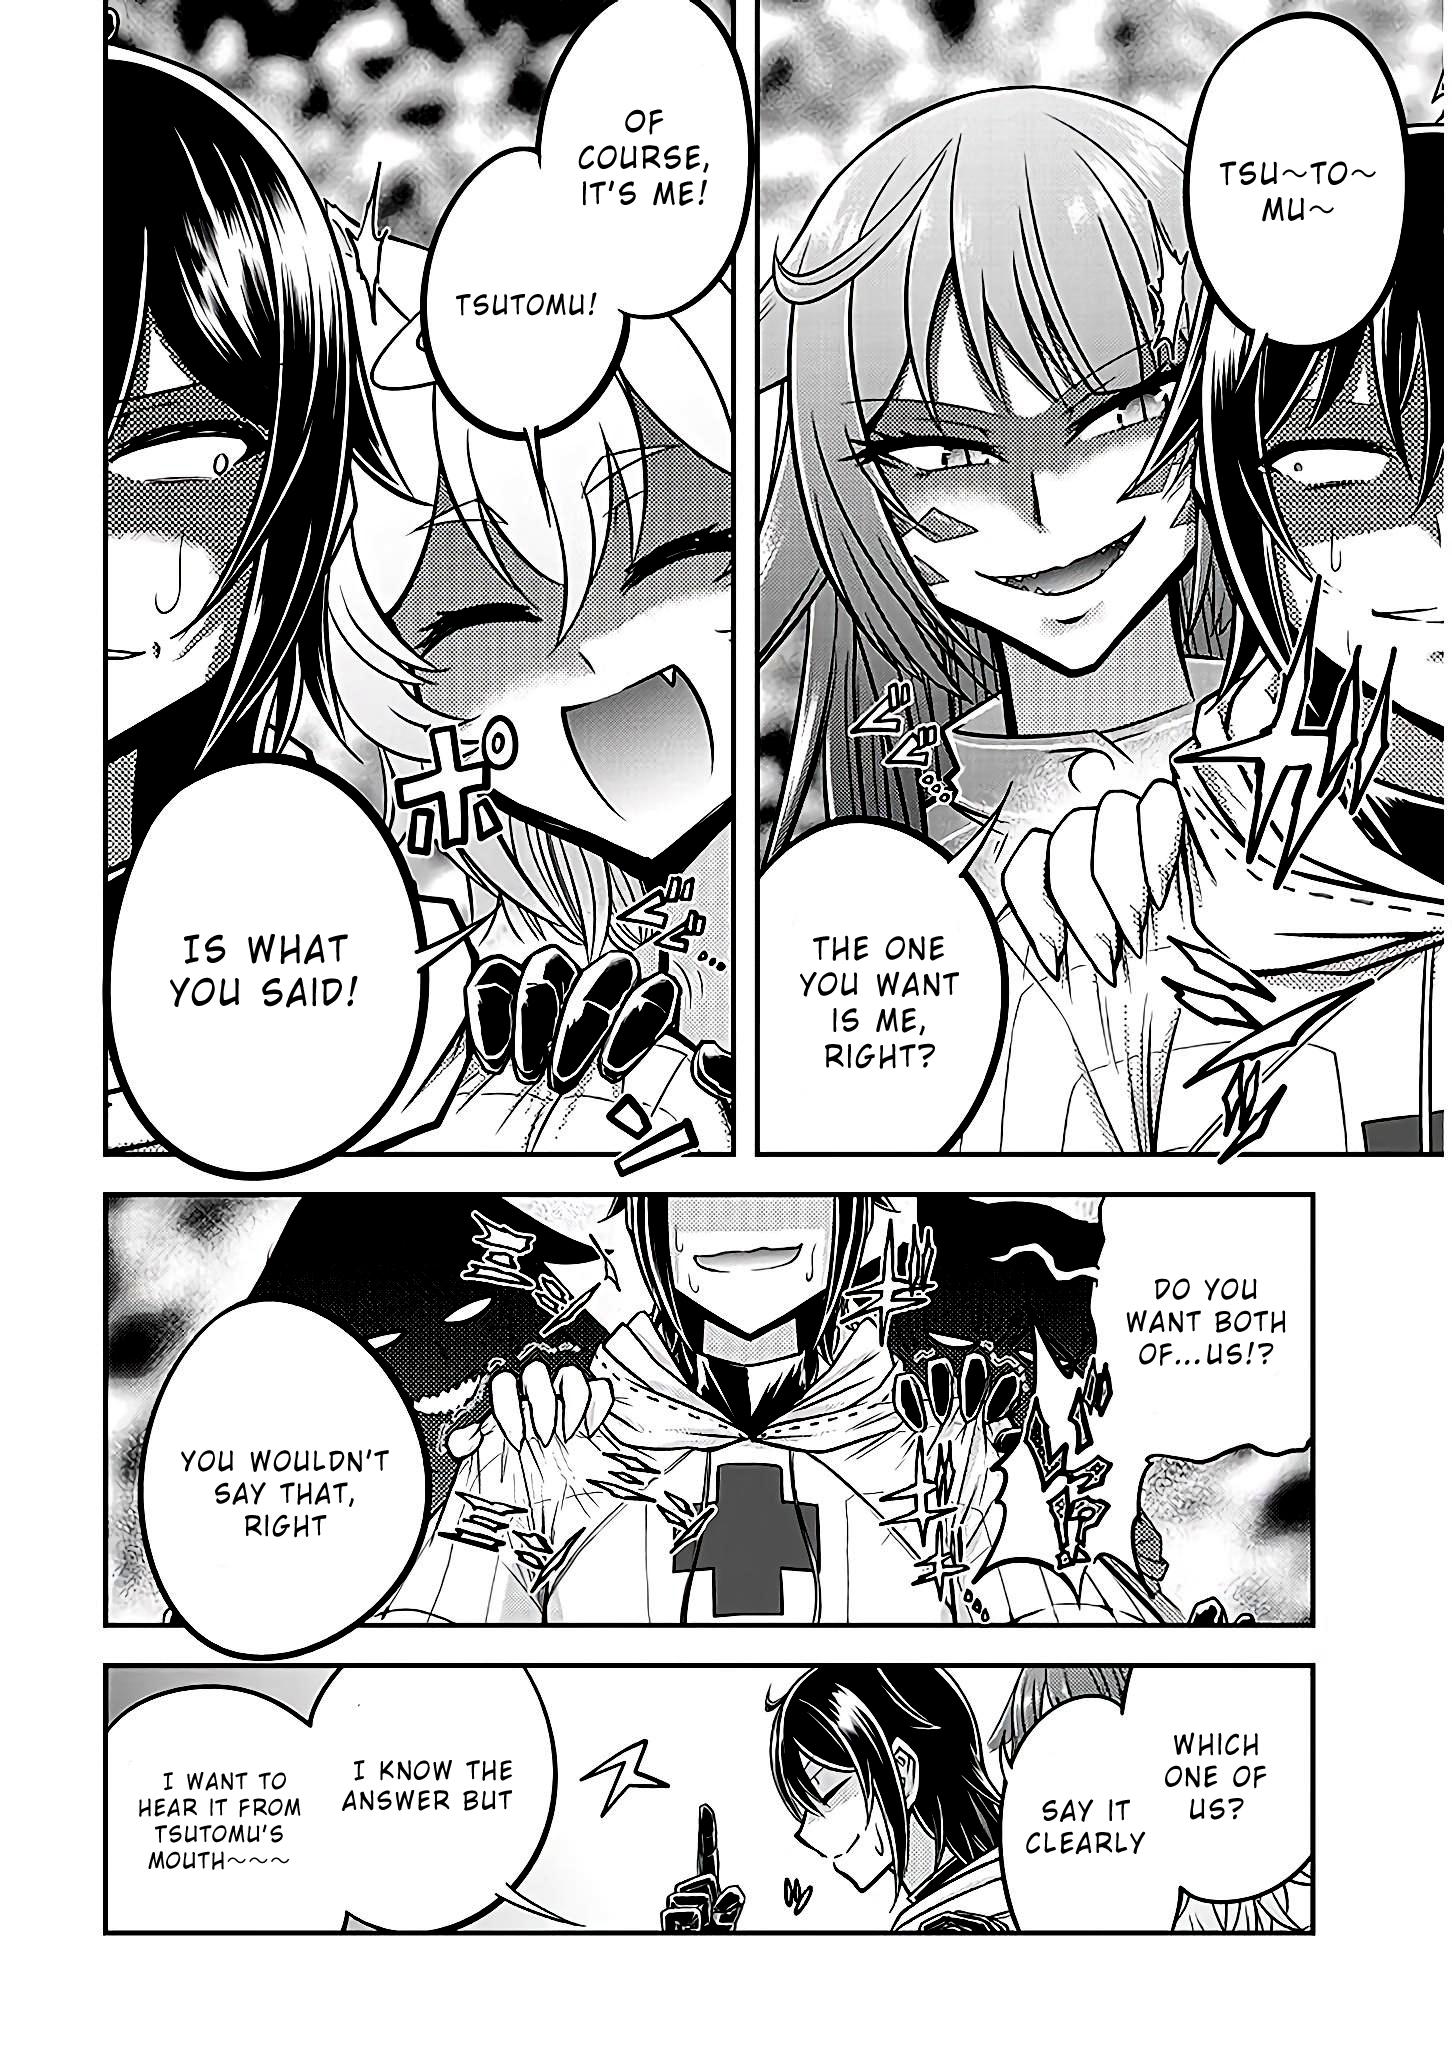 TSU~TO~
MU~
THE ONE
YOU WANT
IS ME,
RIGHT?
OF
COURSE,
IT'S ME!
TSUTOMU!
ポ
ン
IS WHAT
YOU SAID!
DO YOU
WANT BOTH
OF...US!?
YOU WOULDN'T
SAY THAT,
RIGHT
WHICH
ONE OF
US?
SAY IT
CLEARLY
I KNOW THE
ANSWER BUT
I WANT TO
HEAR IT FROM
TSUTOMU'S
MOUTH~~~